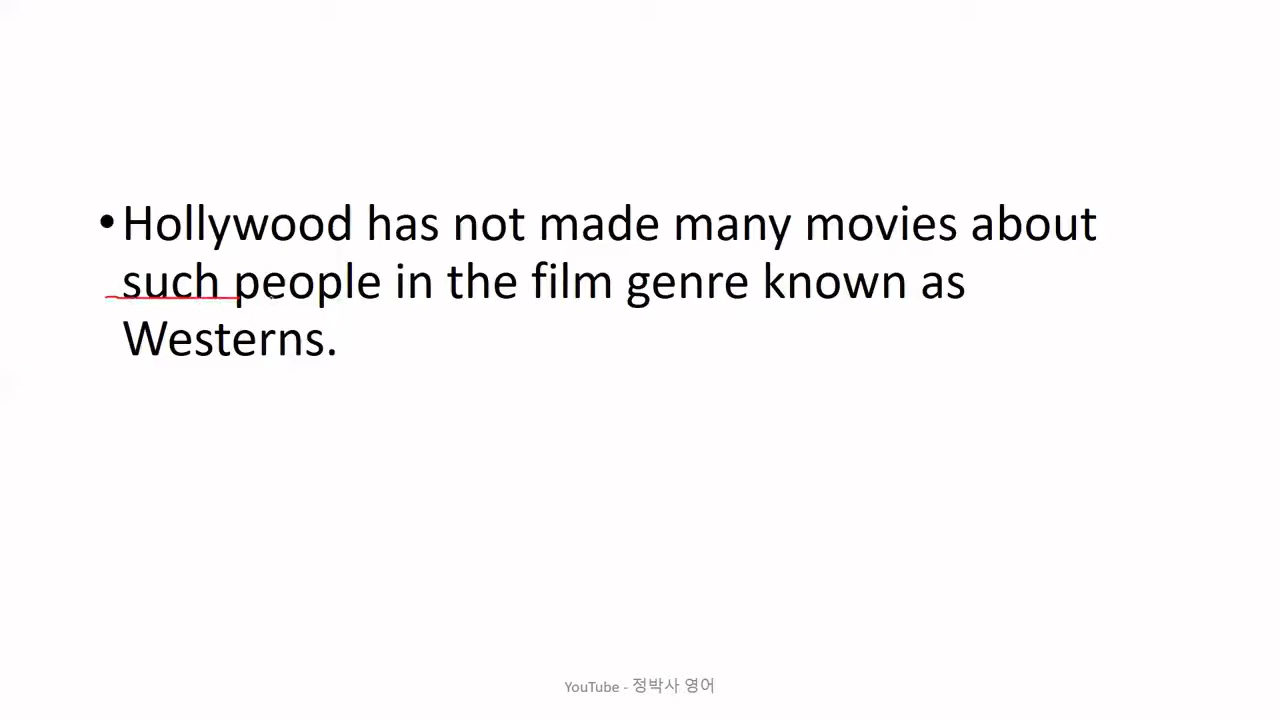 •Hollywood has not made many movies about
such people in the film genre known as
Westerns.
YouTube - 정박사 영어